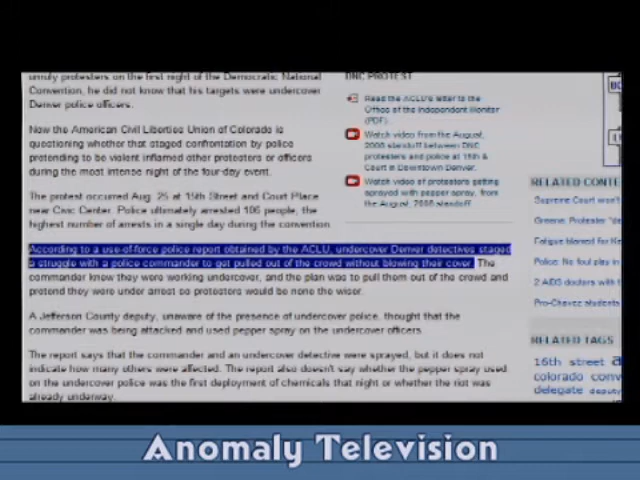 unruly protesters on the first night of the Democratic National
Convention, he did not know that his targets were undercover
Denver police officers.
Now the American Civil Liberties Union of Colorado is
questioning whether that staged confrontation by police
pretending to be violent inflamed other protesters or officers
during the most intense night of the four-day event.
The protest occurred Aug. 25 at 15th Street and Court Place
near Civic Center. Police ultimately arrested 106 people, the
highest number of arrests in a single day during the convention
According to a use-of-force police report obtained by the ACLU, undercover Denver detectives staged
a struggle with a police commander to get pulled out of the crowd without blowing their cover. The
commander knew they were working undercover, and the plan was to pull them out of the crowd and
pretend they were under arrest so protesters would be none the wiser.
A Jefferson County deputy, unaware of the presence of undercover police, thought that the
commander was being attacked and used pepper spray on the undercover officers.
The report says that the commander and an undercover detective were sprayed, but it does not
indicate how many others were affected. The report also doesn't say whether the pepper spray used
on the undercover police was the first deployment of chemicals that night or whether the riot was
already underway.
DNC PROTEST
Read the ACLU's letter to the
Office of the Independent Monitor
(PDF).
Watch video from the August,
2008 standoff between DNC
protesters and police at 15th &
Court in Downtown Denver.
Watch video of protesters getting
sprayed with pepper spray, from
the August, 2008 standoff.
RELATED CONTE
Supreme Court won'
Greene: Protester "d
Fatigue blamed for Ke
Police: No foul play in
2 AIDS doctors with t
Pro-Chavez students
RELATED TAGS
16th street a
colorado conv
delegate deputy
Anomaly Television